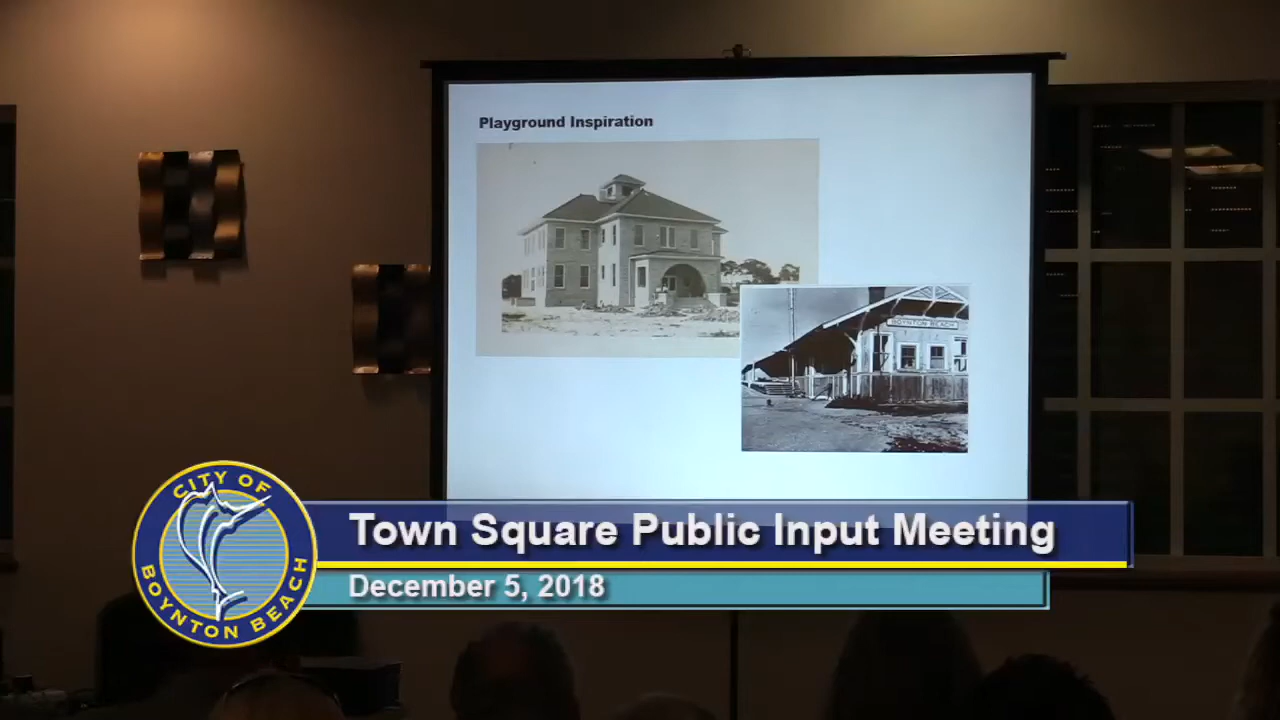 Playground Inspiration
BOYNTON BEACH
CITY OF
BOYNTON BEACH
Town Square Public Input Meeting
December 5, 2018